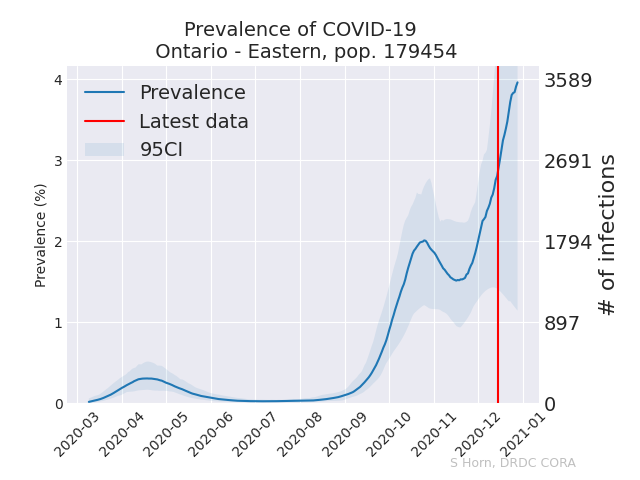 Prevalence of COVID-19
Ontario - Eastern, pop. 179454
Prevalence
Latest data
95CI
Prevalence (%)
4
3
2
1
0
3589
2691
1794
897
0
# of infections
2020-03
2020-04
2020-05
2020-06
2020-07
2020-08
2020-09
2020-10
2020-11
2020-12
2021-01
S Horn, DRDC CORA